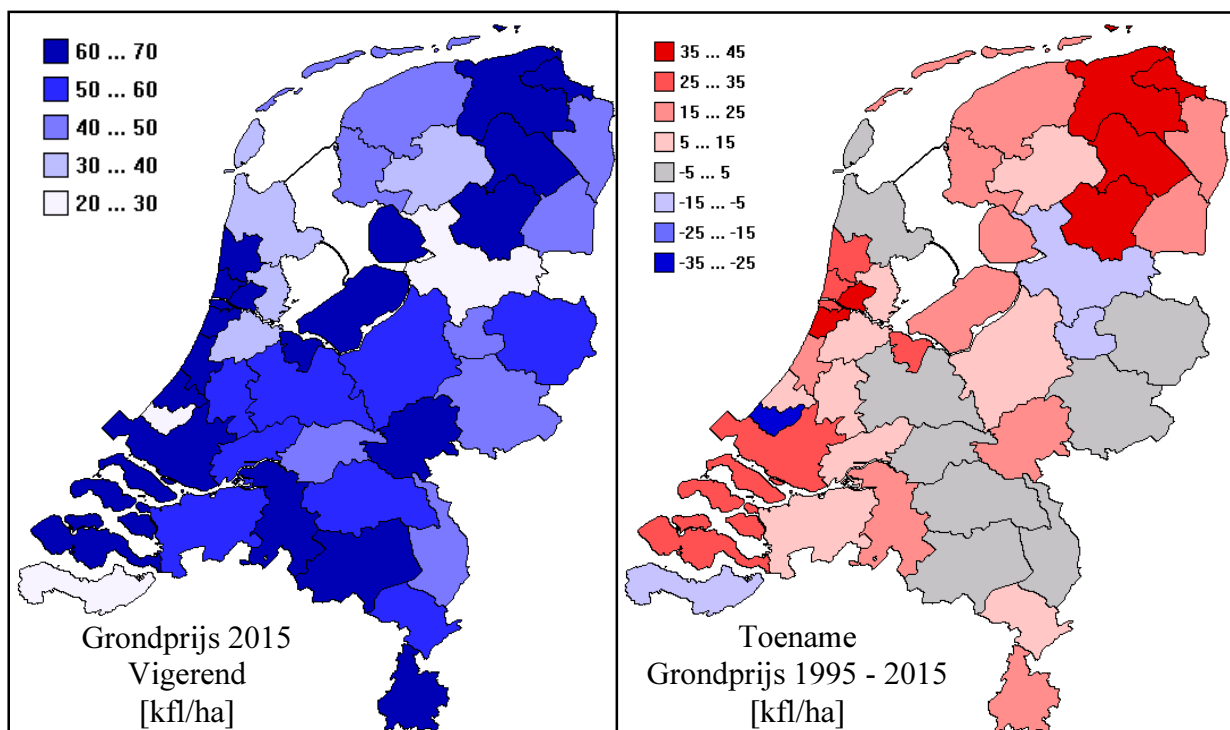 60 ... 70
50 ... 60
40 ... 50
30 ... 40
20 ... 30
Grondprijs 2015
Vigerend
[kfl/ha]
35 ... 45
25 ... 35
15 ... 25
5 ... 15
-5 ... 5
-15 ... -5
-25 ... -15
-35 ... -25
Toename
Grondprijs 1995 - 2015
[kfl/ha]